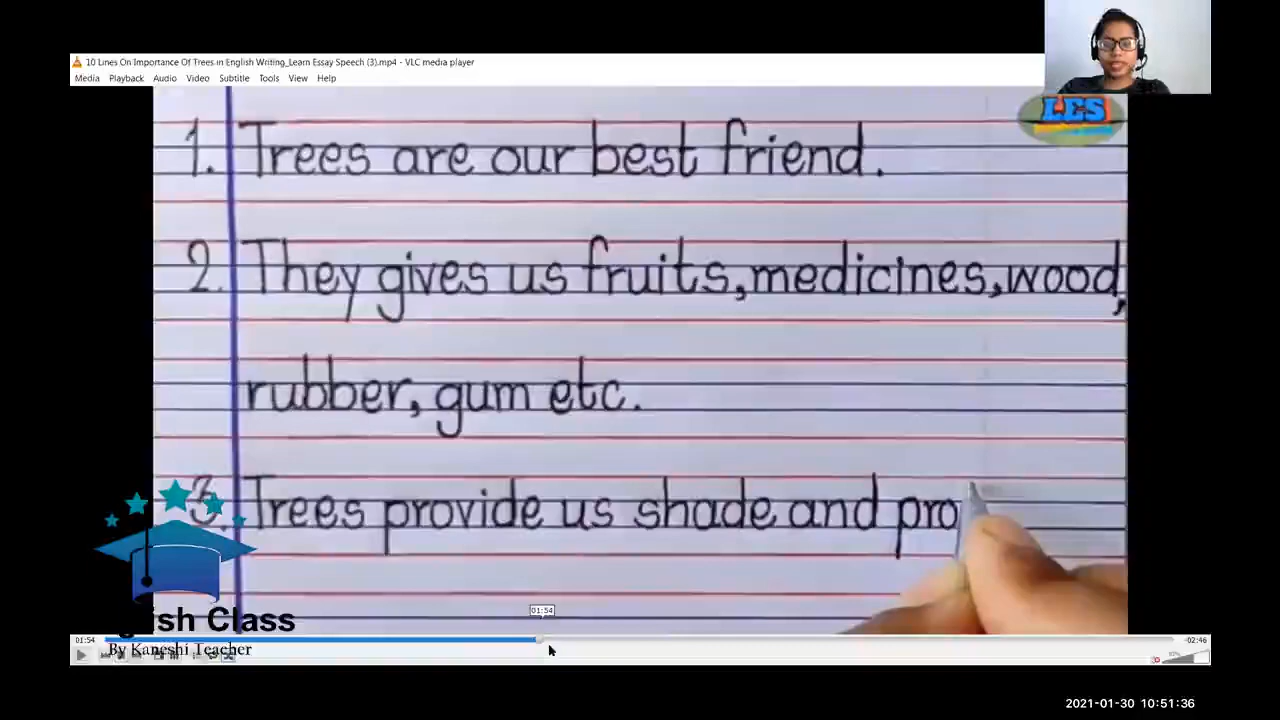 10 Lines On Importance Of Trees in English Writing_Learn Essay Speech (3).mp4 - VLC media player
Media Playback Audio Video Subtitle Tools View Help
LES
1. Trees are our best friend.
2. They gives us fruits, medicines, wood,
rubber, gum etc.
3. Trees provide us shade and pro
01:54
01:54
-02:46
lish Class
By Kaneshi Teacher
2021-01-30 10:51:36